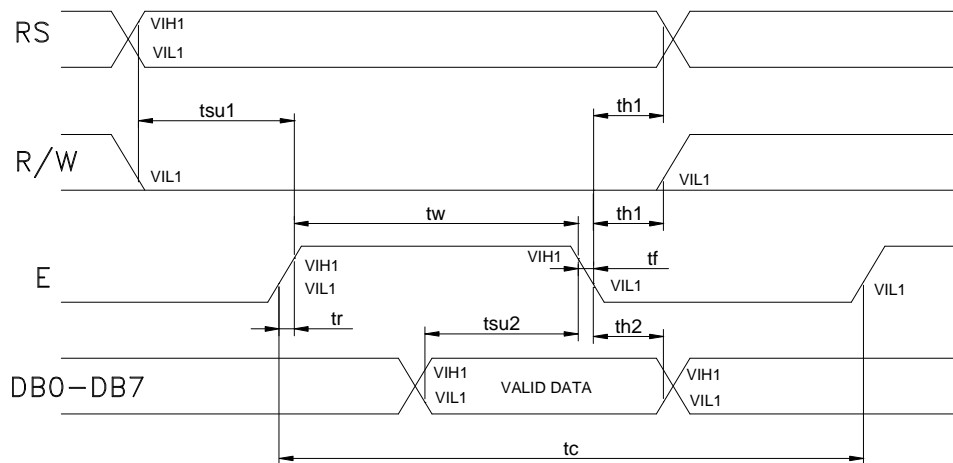 RS
VIH1
VIL1
tsu1
th1
R/W
VIL1
VIL1
tw
th1
E
VIH1
VIL1
VIH1
tf
VIL1
VIL1
tr
tsu2
th2
DB0-DB7
VIH1
VIL1
VALID DATA
VIH1
VIL1
tc